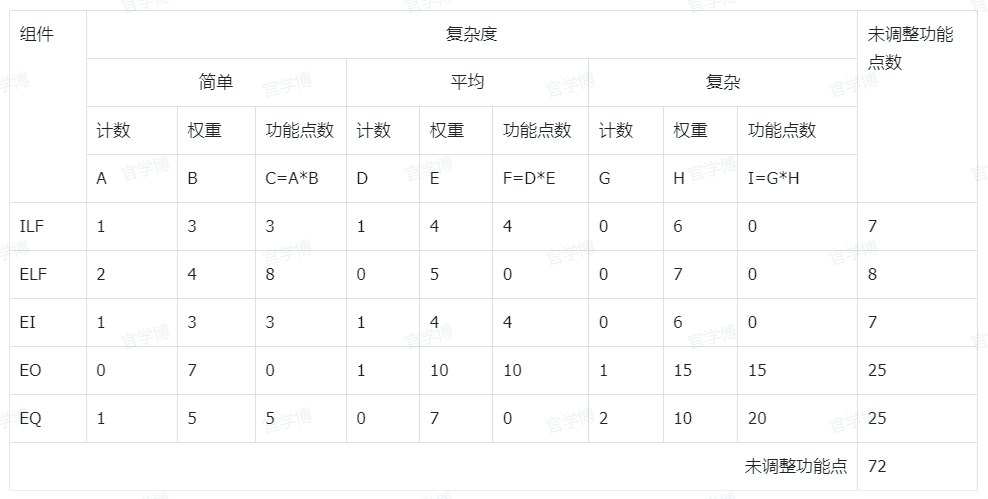 组件 复杂度 未调整功能点数
简单 平均 复杂
计数 权重 功能点数 计数 权重 功能点数 计数 权重 功能点数
A B C=A*B D E F=D*E G H I=G*H
ILF 1 3 3 1 4 4 0 6 0 7
ELF 2 4 8 0 5 0 0 7 0 8
EI 1 3 3 1 4 4 0 6 0 7
EO 0 7 0 1 10 10 1 15 15 25
EQ 1 5 5 0 7 0 2 10 20 25
未调整功能点 72
官学博